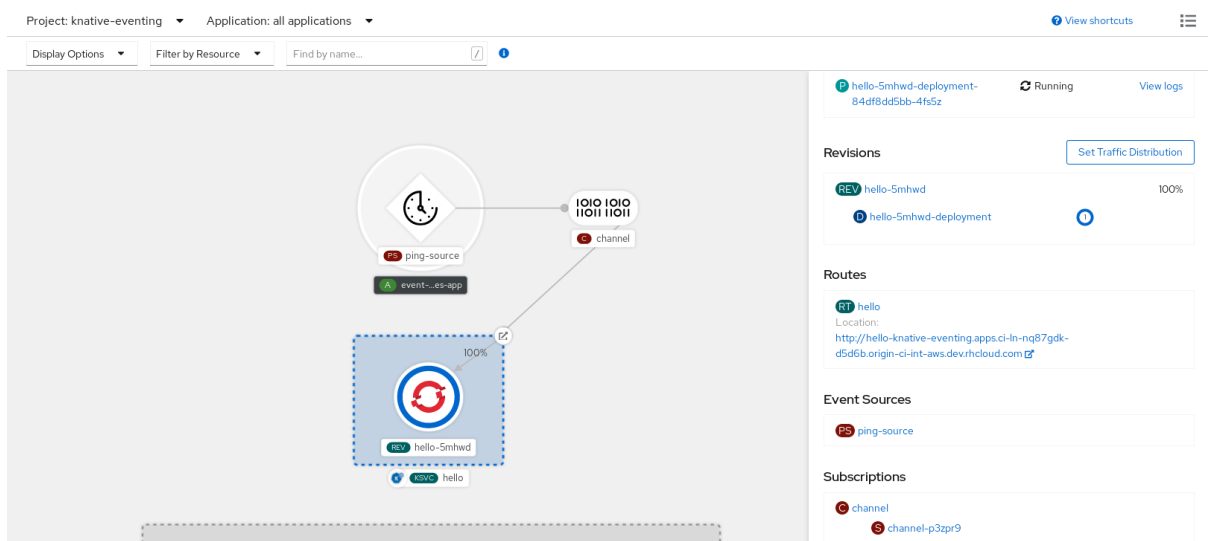 Project: knative-eventing Application: all applications View shortcuts
Display Options Filter by Resource Find by name... /
P hello-5mhwd-deployment-
84df8dd5bb-4fs5z
Running View logs
Revisions Set Traffic Distribution
REV hello-5mhwd 100%
D hello-5mhwd-deployment 1
Routes
RT hello
Location:
http://hello-knative-eventing.apps.ci-ln-nq87gdk-
d5d6b.origin-ci-int-aws.dev.rhcloud.com
Event Sources
PS ping-source
Subscriptions
C channel
S channel-p3zpr9
1010 1010
11011 11011
C channel
PS ping-source
A event-...es-app
100%
REV hello-5mhwd
KSVC hello